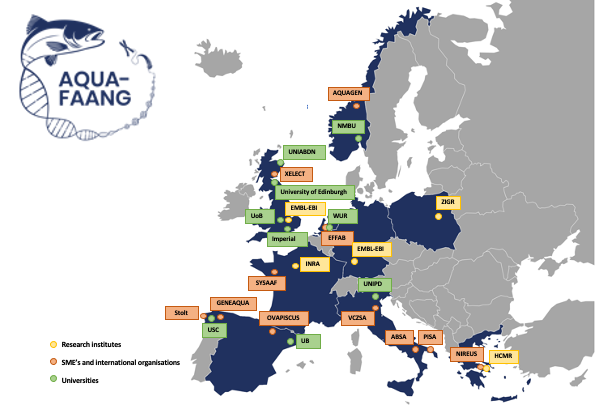 AQUA-
FAANG
AQUAGEN
NMBU
UNIABDN
XELECT
University of Edinburgh
ZIGR
EMBL-EBI
UoB
WUR
Imperial
EFFAB
EMBL-EBI
INRA
SYSAAF
UNIPD
GENEAQUA
Stolt
OVAPISCUS
VCZSA
USC
UB
ABSA
PISA
NIREUS
HCMR
Research institutes
SME's and international organisations
Universities